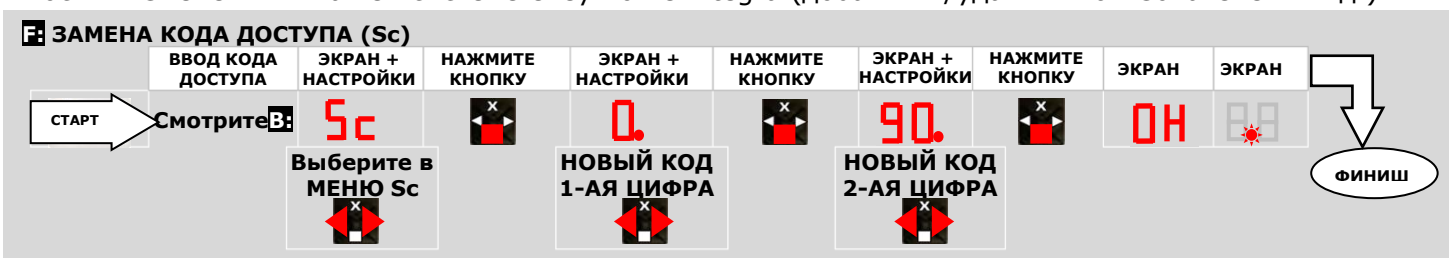 F: ЗАМЕНА КОДА ДОСТУПА (Sc)
ВВОД КОДА ДОСТУПА
ЭКРАН + НАСТРОЙКИ
НАЖМИТЕ КНОПКУ
ЭКРАН + НАСТРОЙКИ
НАЖМИТЕ КНОПКУ
ЭКРАН + НАСТРОЙКИ
НАЖМИТЕ КНОПКУ
ЭКРАН
ЭКРАН
СТАРТ
Смотрите B:
Sc
X
0.
X
90.
X
0H
Выберите в
МЕНЮ Sc
X
НОВЫЙ КОД
1-АЯ ЦИФРА
X
НОВЫЙ КОД
2-АЯ ЦИФРА
X
ФИНИШ